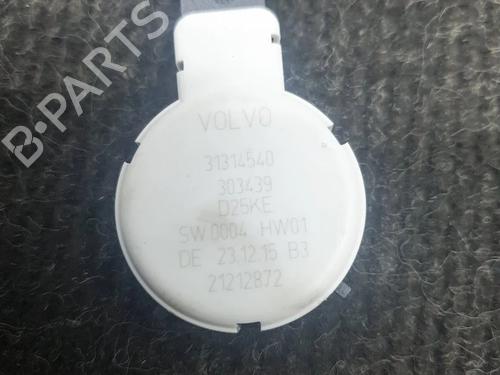 B-PARTS
VOLVO
31314540
303439
D25KE
SW 0004 HW01
DE 23.12.15 B3
21212872